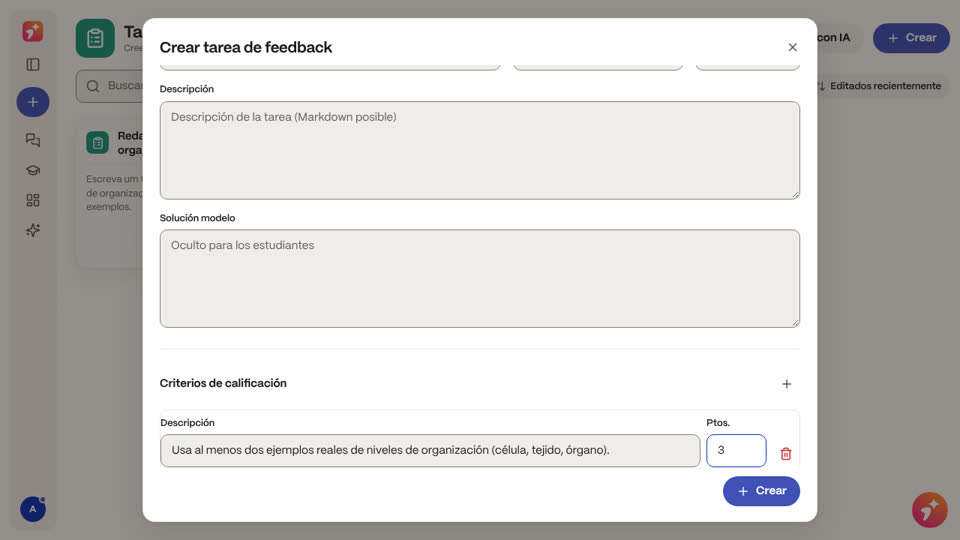 Crear tarea de feedback
con IA
Crear
Buscar
Editados recientemente
Descripción
Descripción de la tarea (Markdown posible)
Escreva um
de organizaç
exemplos.
Solución modelo
Oculto para los estudiantes
Criterios de calificación
Descripción
Ptos.
Usa al menos dos ejemplos reales de niveles de organización (célula, tejido, órgano).
3
Crear
A